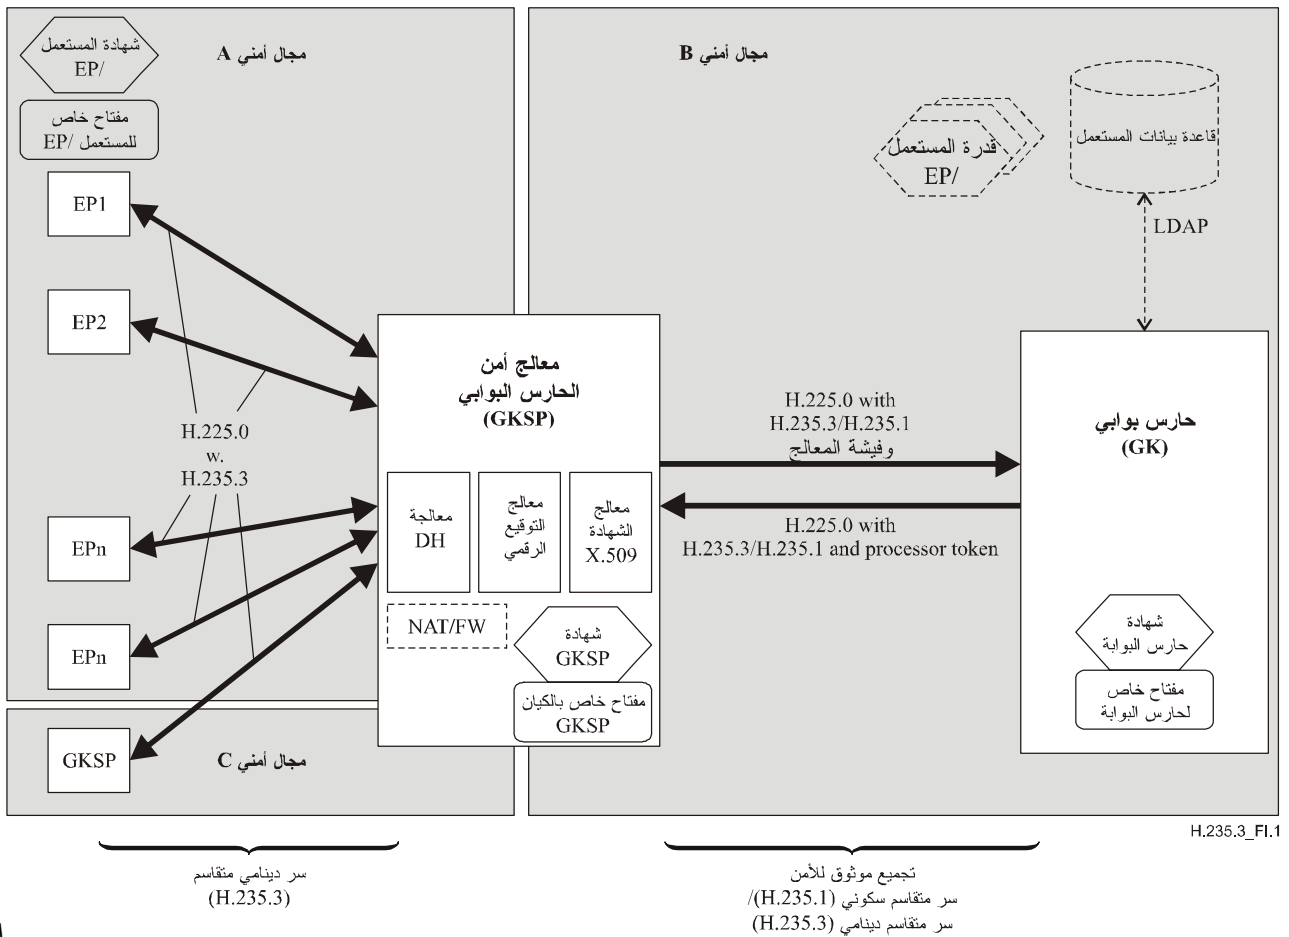 مجال أمني A
شهادة المستعمل
EP/
مفتاح خاص
للمستعمل /EP
EP1
EP2
H.225.0
w.
H.235.3
EPn
EPn
GKSP
مجال أمني C
مجال أمني B
قدرة المستعمل
EP/
قاعدة بيانات المستعمل
LDAP
معالج أمن
الحارس البوابي
(GKSP)
معالجة
DH
معالج
التوقيع
الرقمي
معالج
الشهادة
X.509
NAT/FW
شهادة
GKSP
مفتاح خاص بالكيان
GKSP
H.225.0 with
H.235.3/H.235.1
وفيشة المعالج
H.225.0 with
H.235.3/H.235.1 and processor token
حارس بوابي
(GK)
شهادة
حارس البوابة
مفتاح خاص
لحارس البوابة
H.235.3_FI.1
سر دينامي متقاسم
(H.235.3)
تجميع موثوق للأمن
سر متقاسم سكوني (H.235.1)/
سر متقاسم دينامي (H.235.3)